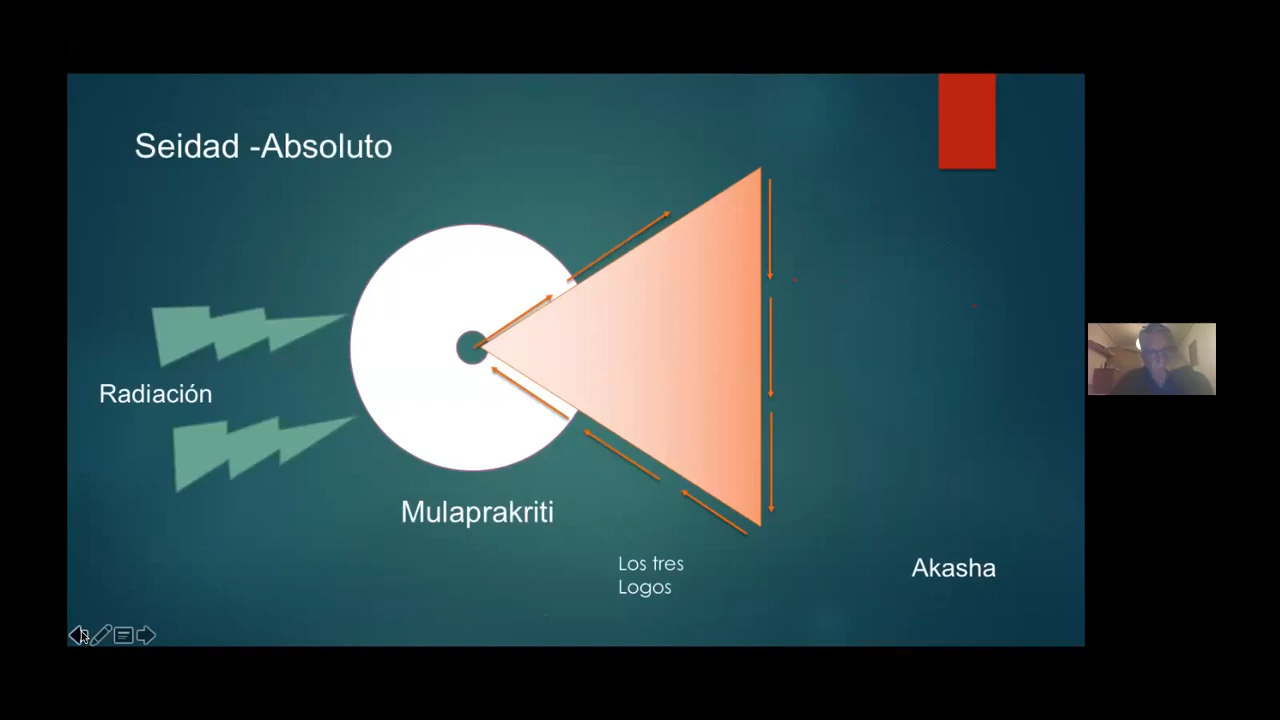 Seidad -Absoluto
Radiación
Mulaprakriti
Los tres
Logos
Akasha